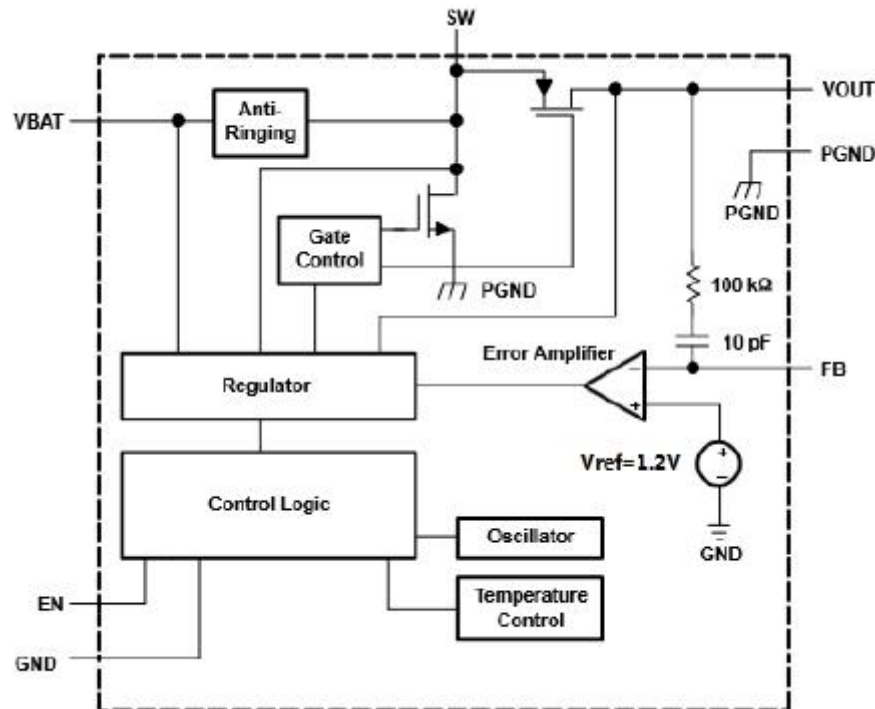 SW
VBAT
Anti-
Ringing
VOUT
PGND
PGND
Gate
Control
PGND
100 kΩ
10 pF
Error Amplifier
FB
Regulator
Vref=1.2V
Control Logic
Oscillator
GND
EN
Temperature
Control
GND